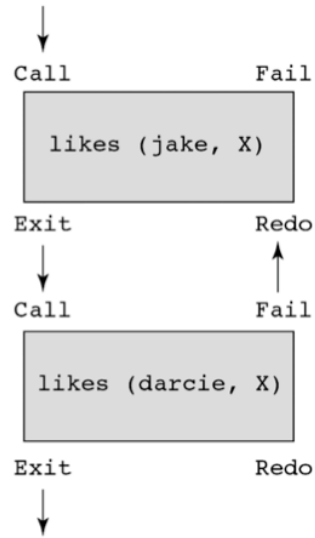 Call Fail
likes (jake, X)
Exit Redo
Call Fail
likes (darcie, X)
Exit Redo